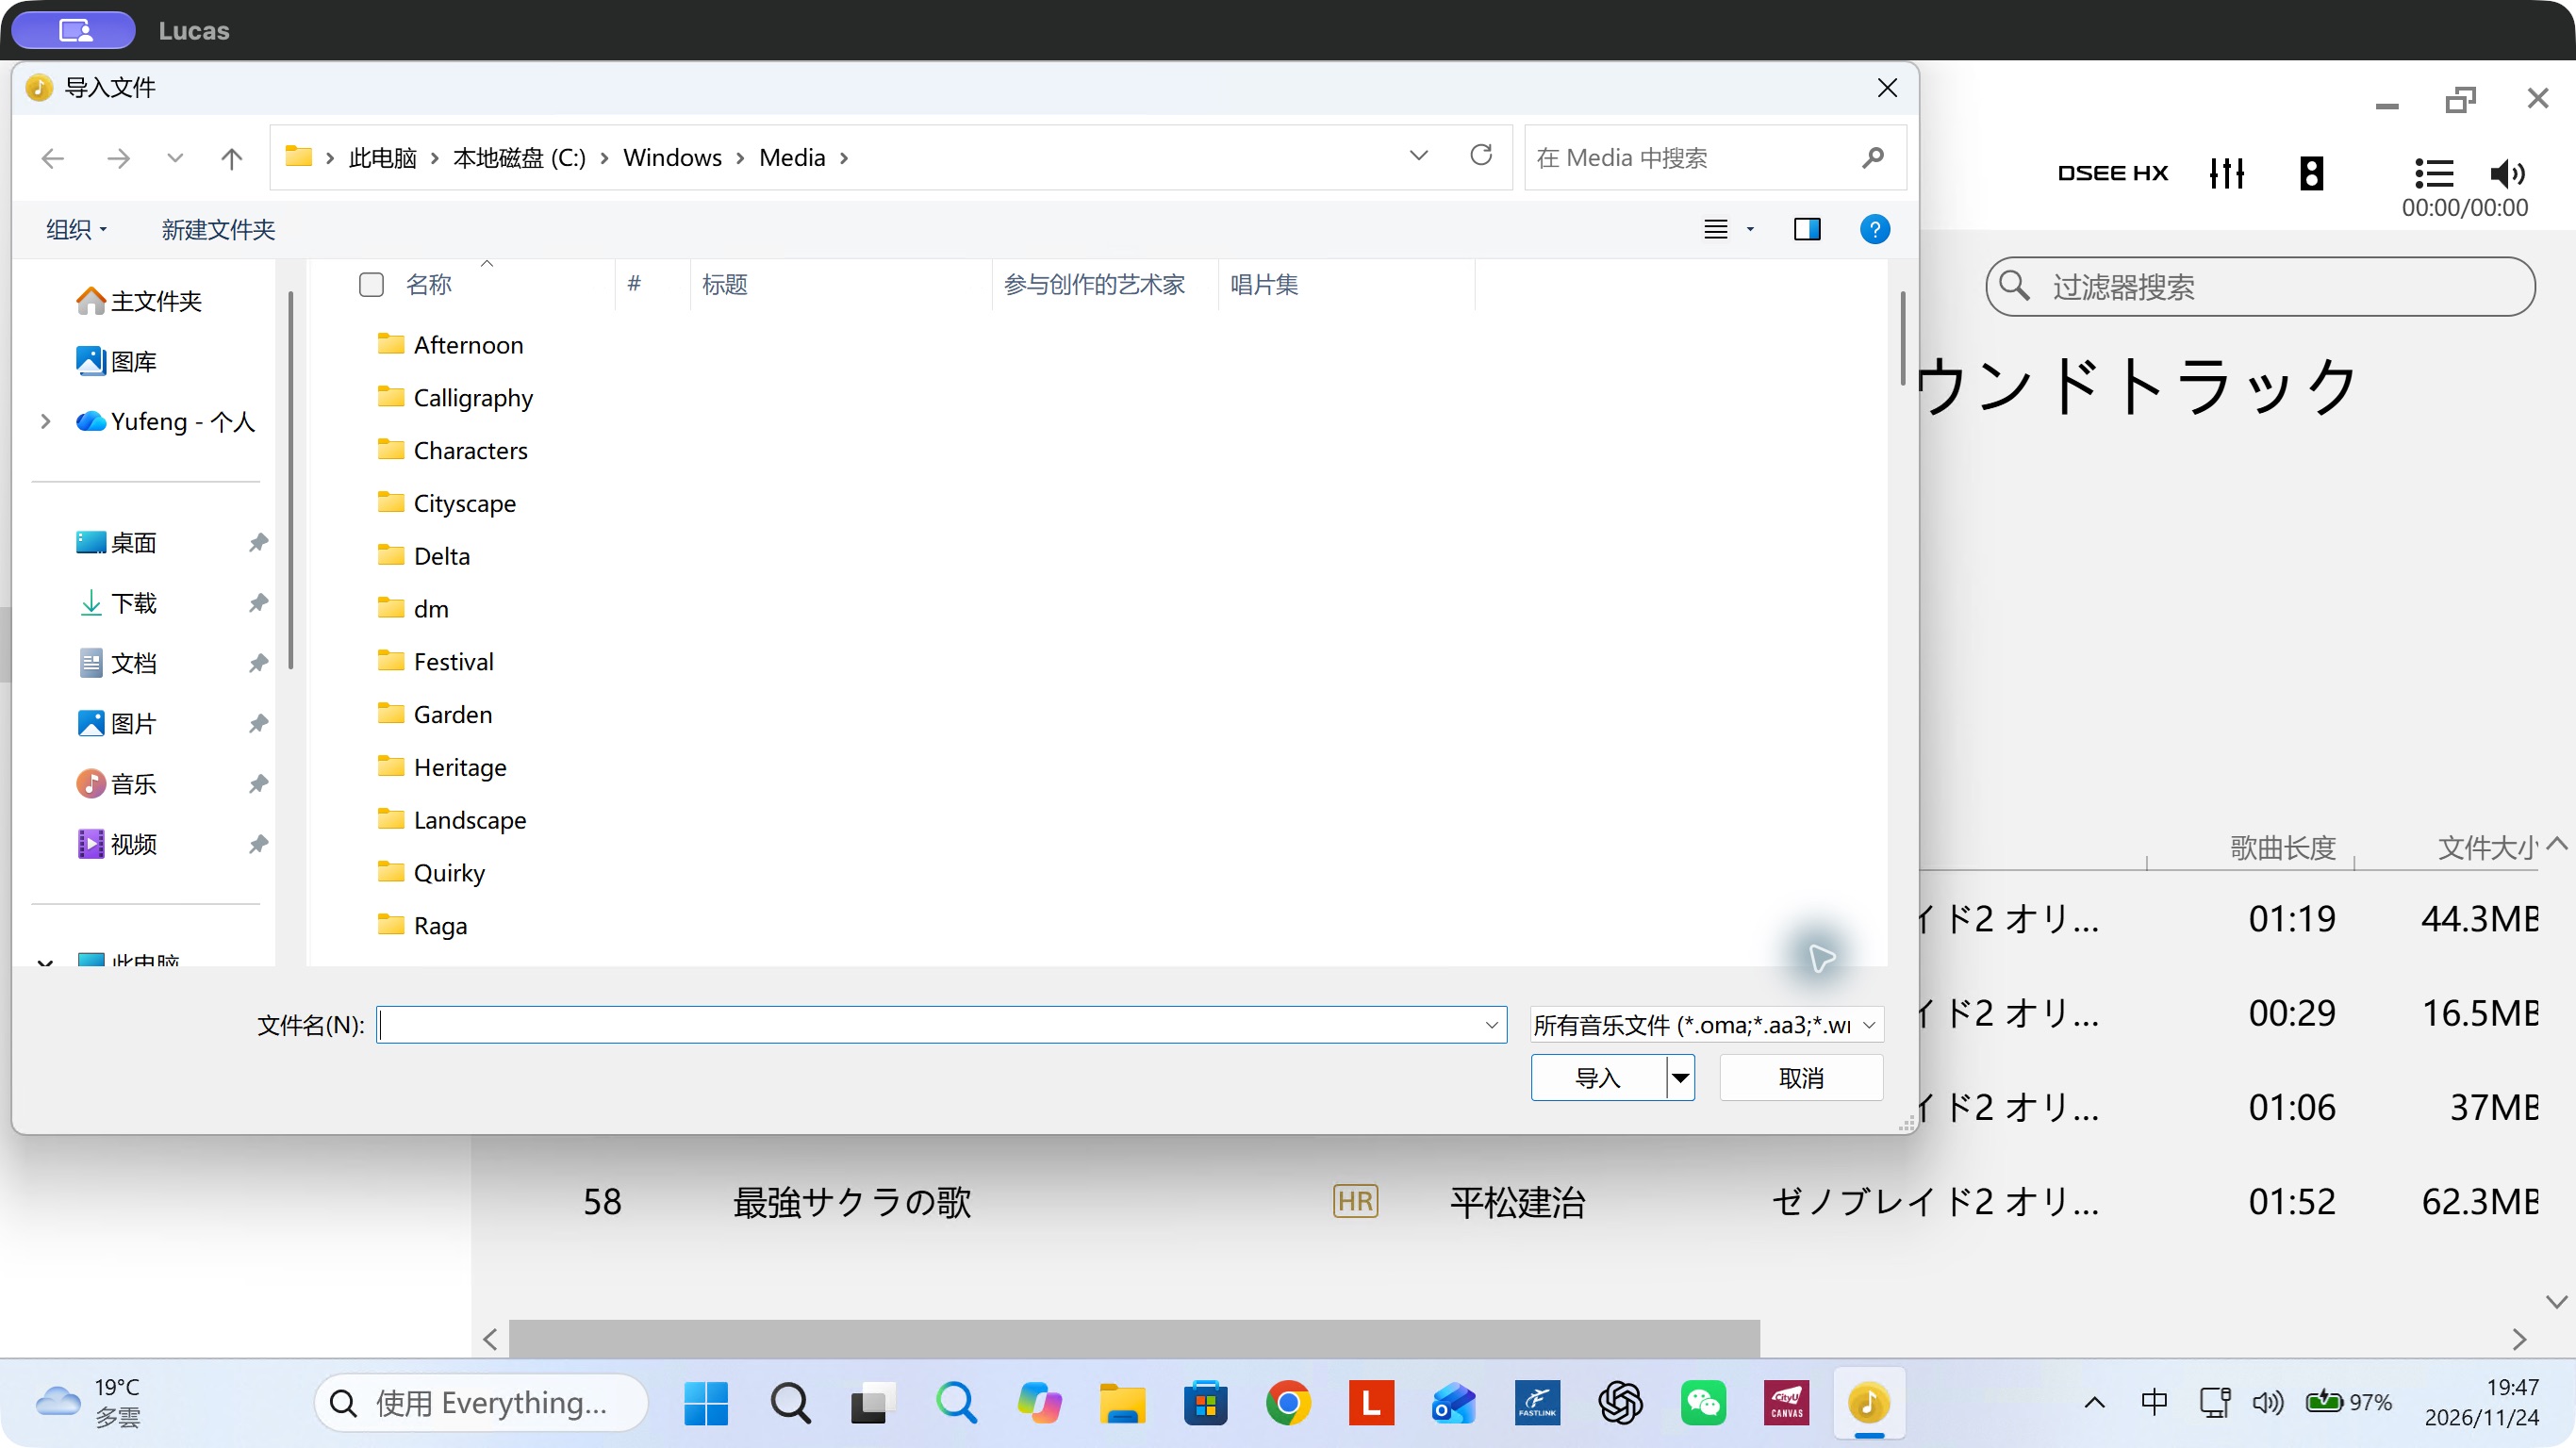 Lucas
导入文件
此电脑 本地磁盘 (C:) Windows Media
在 Media 中搜索
DSEE HX
00:00/00:00
组织 新建文件夹
名称 # 标题 参与创作的艺术家 唱片集
过滤器搜索
主文件夹
图库
Yufeng - 个人
桌面
下载
文档
图片
音乐
视频
此电脑
Afternoon
Calligraphy
Characters
Cityscape
Delta
dm
Festival
Garden
Heritage
Landscape
Quirky
Raga
ウンドトラック
歌曲长度 文件大小
イド2 オリ... 01:19 44.3MB
イド2 オリ... 00:29 16.5MB
イド2 オリ... 01:06 37MB
文件名(N): 所有音乐文件 (*.oma;*.aa3;*.w
导入 取消
58 最強サクラの歌 HR 平松建治 ゼノブレイド2 オリ... 01:52 62.3MB
19°C
多雲
使用 Everything...
L
FASTLINK
CityU
CANVAS
中
97%
19:47
2026/11/24